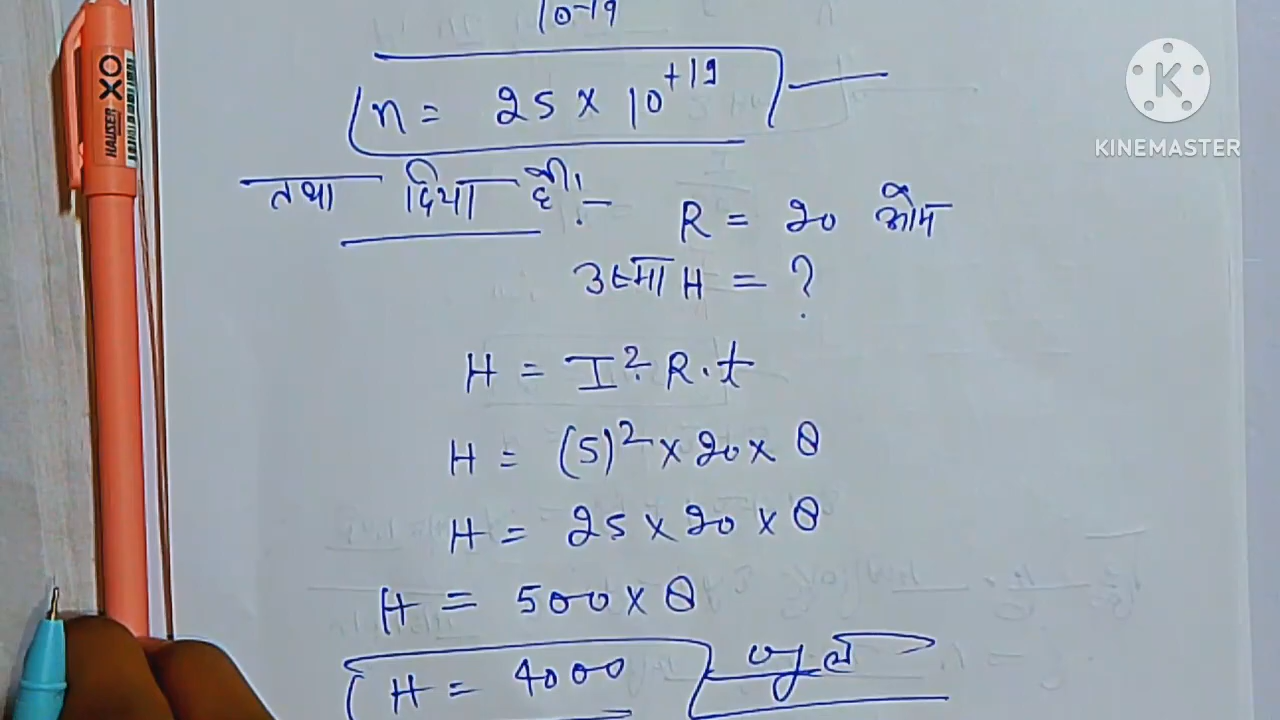 10-19
n = 25 × 10+19
तथा दिया है।:- R = 20 ओम
उष्मा H = ?
H = I². R. t
H = (5)² × 20 × 8
H = 25 × 20 × 8
H = 500 × 8
H = 4000 जूल
HAUSER XO
K
KINEMASTER